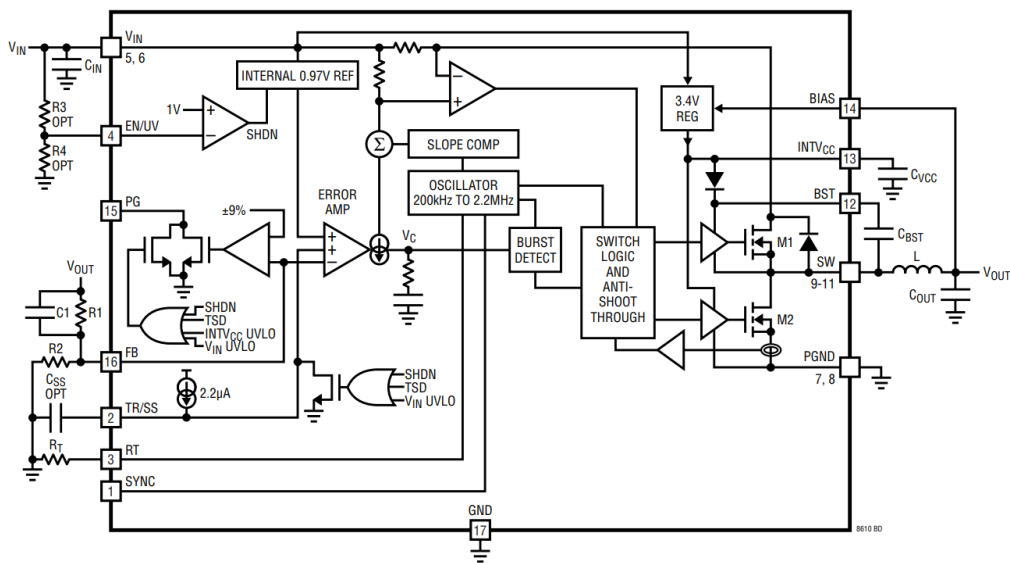 VIN
VIN
5, 6
CIN
INTERNAL 0.97V REF
R3
OPT
1V
+
–
SHDN
4
EN/UV
R4
OPT
–
+
3.4V
REG
BIAS
14
INTVCC
13
CVCC
BST
12
CBST
Σ
SLOPE COMP
OSCILLATOR
200kHz TO 2.2MHz
PG
15
±9%
ERROR
AMP
+
+
–
VC
BURST
DETECT
SWITCH
LOGIC
AND
ANTI-
SHOOT
THROUGH
M1
SW
9-11
L
VOUT
COUT
M2
PGND
7, 8
VOUT
C1
R1
SHDN
TSD
INTVCC UVLO
VIN UVLO
R2
FB
16
CSS
OPT
2.2µA
SHDN
TSD
VIN UVLO
TR/SS
2
RT
RT
3
SYNC
1
GND
17
8610 BD